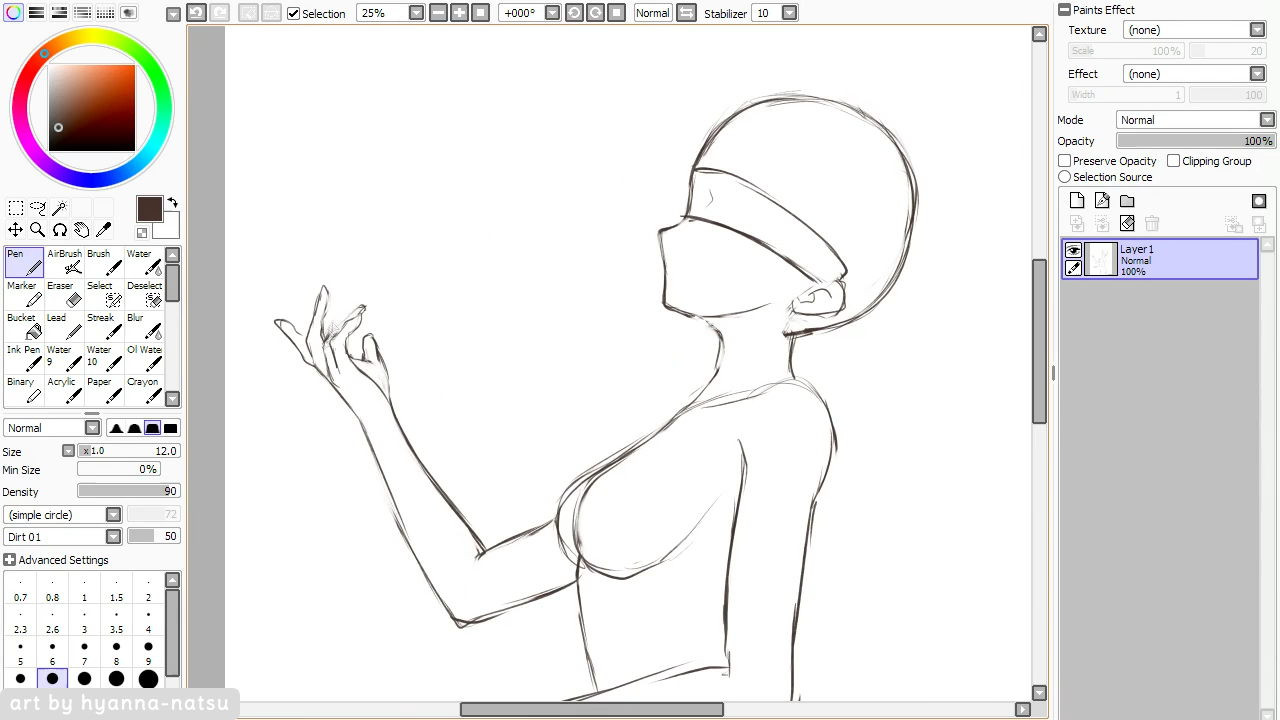 Selection 25% +000° Normal Stabilizer 10
Paints Effect
Texture (none)
Scale 100% 20
Effect (none)
Width 1 100
Mode Normal
Opacity 100%
Preserve Opacity Clipping Group
Selection Source
Layer1
Normal
100%
Pen AirBrush Brush Water
Marker Eraser Select Deselect
Bucket Lead Streak Blur
Ink Pen Water 9 Water 10 Ol Wate
Binary Acrylic Paper Crayon
Normal
Size x1.0 12.0
Min Size 0%
Density 90
(simple circle) 72
Dirt 01 50
Advanced Settings
0.7 0.8 1 1.5 2
2.3 2.6 3 3.5 4
5 6 7 8 9
art by hyanna-natsu